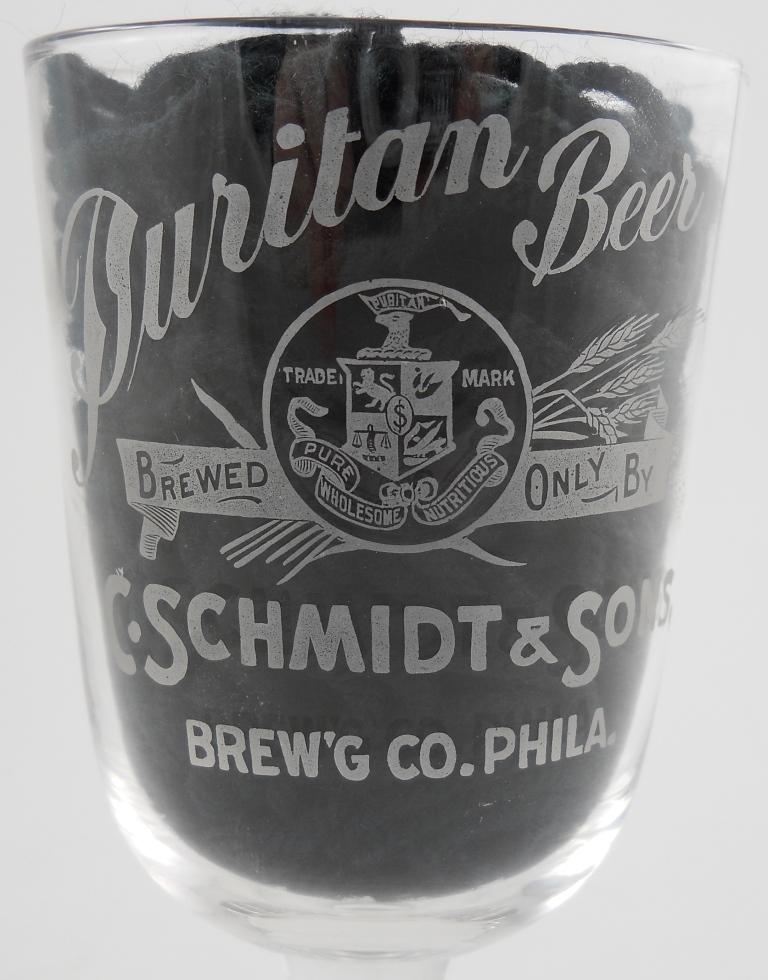 Puritan Beer
PURITAN
TRADE MARK
$
BREWED ONLY BY
PURE
WHOLESOME
NUTRITIOUS
C. SCHMIDT & SONS,
BREW'G CO. PHILA.